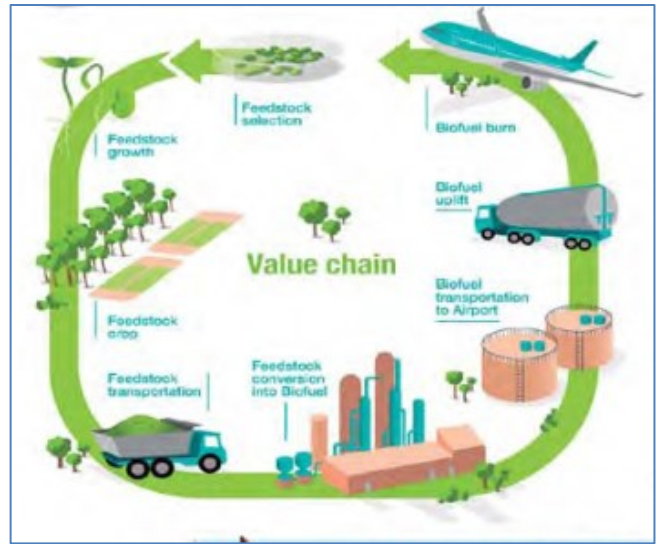 Feedstock
selection
Biofuel burn
Feedstock
growth
Biofuel
uplift
Value chain
Biofuel
transportation
to Airport
Feedstock
crop
Feedstock
transportation
Feedstock
conversion
into Biofuel